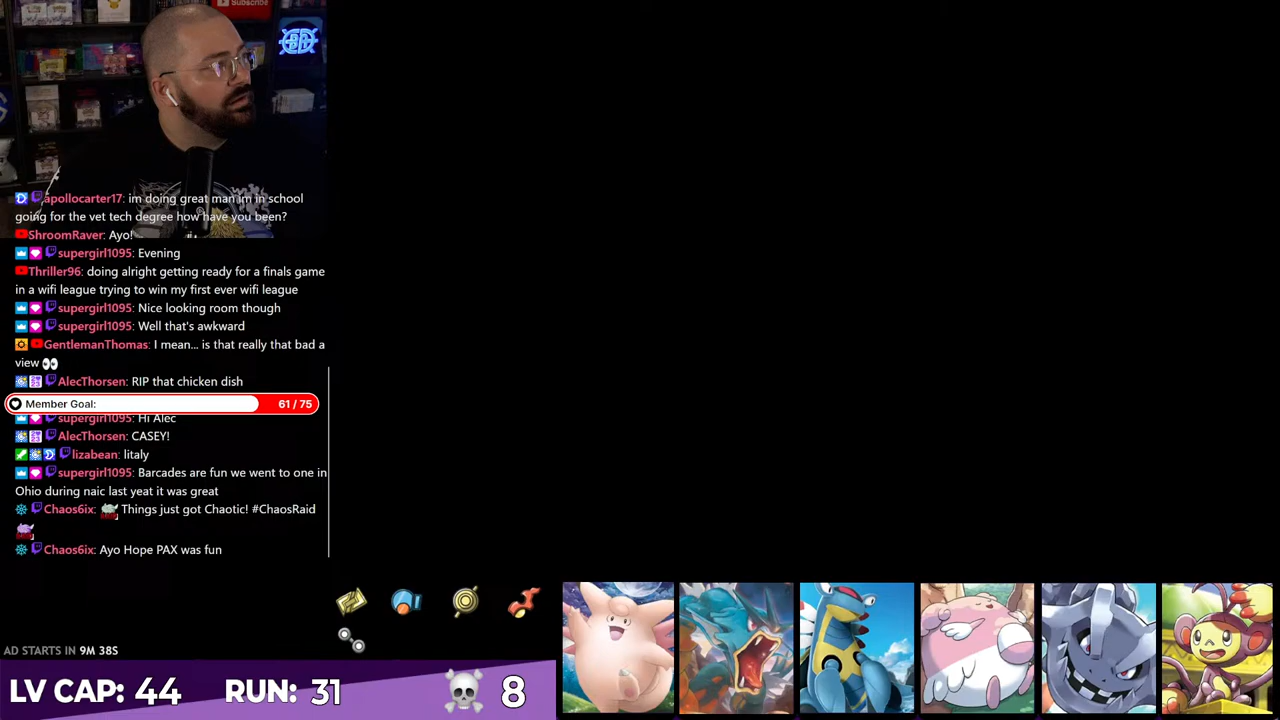 Subscribe
apollocarter17: im doing great man im in school
going for the vet tech degree how have you been?
ShroomRaver: Ayo!
supergirl1095: Evening
Thriller96: doing alright getting ready for a finals game
in a wifi league trying to win my first ever wifi league
supergirl1095: Nice looking room though
supergirl1095: Well that's awkward
GentlemanThomas: I mean... is that really that bad a
view 👀
AlecThorsen: RIP that chicken dish
Member Goal: 61 / 75
supergirl1095: Hi Alec
AlecThorsen: CASEY!
lizabean: litaly
supergirl1095: Barcades are fun we went to one in
Ohio during naic last yeat it was great
Chaos6ix: Things just got Chaotic! #ChaosRaid
Chaos6ix: Ayo Hope PAX was fun
AD STARTS IN 9M 38S
LV CAP: 44 RUN: 31 8